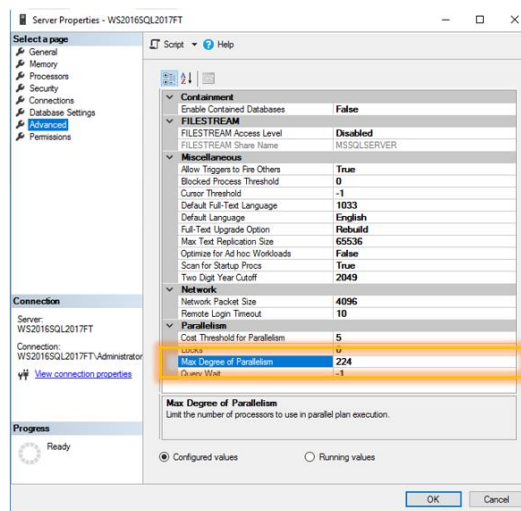 Server Properties - WS2016SQL2017FT
Select a page
General
Memory
Processors
Security
Connections
Database Settings
Advanced
Permissions
Script
Help
Containment
Enable Contained Databases False
FILESTREAM
FILESTREAM Access Level Disabled
FILESTREAM Share Name MSSQLSERVER
Miscellaneous
Allow Triggers to Fire Others True
Blocked Process Threshold 0
Cursor Threshold -1
Default Full-Text Language 1033
Default Language English
Full-Text Upgrade Option Rebuild
Max Text Replication Size 65536
Optimize for Ad hoc Workloads False
Scan for Startup Procs True
Two Digit Year Cutoff 2049
Network
Network Packet Size 4096
Remote Login Timeout 10
Parallelism
Cost Threshold for Parallelism 5
Locks 0
Max Degree of Parallelism 224
Query Wait -1
Max Degree of Parallelism
Limit the number of processors to use in parallel plan execution.
Configured values
Running values
Connection
Server:
WS2016SQL2017FT
Connection:
WS2016SQL2017FT\Administrator
View connection properties
Progress
Ready
OK
Cancel